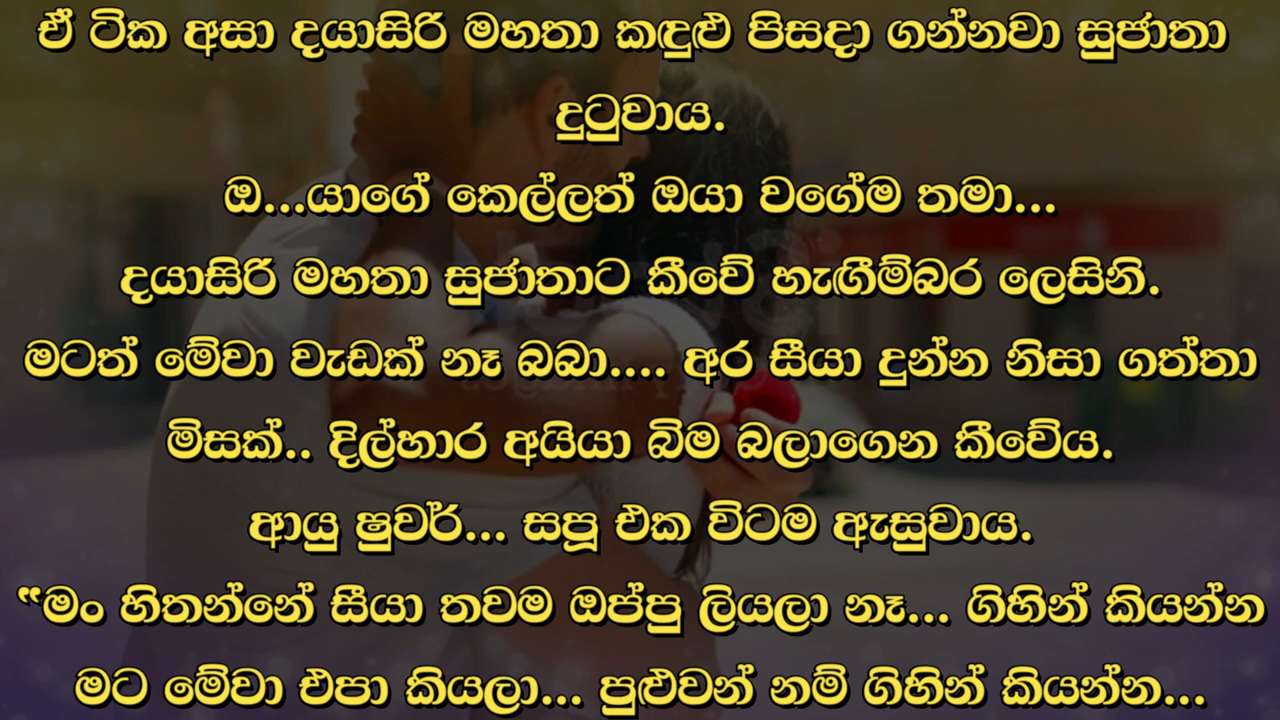 ඒ ටික අසා දයාසිරි මහතා කඳුළු පිසදා ගන්නවා සුජාතා
දුටුවාය.
ඔ...යාගේ කෙල්ලත් ඔයා වගේම තමා...
දයාසිරි මහතා සුජාතාට කීවේ හැඟීම්බර ලෙසිනි.
මටත් මේවා වැඩක් නෑ බබා.... අර සීයා දුන්න නිසා ගත්තා
මිසක්.. දිල්හාර අයියා බිම බලාගෙන කීවේය.
ආයු ෂුවර්... සපූ එක විටම ඇසුවාය.
“මං හිතන්නේ සීයා තවම ඔප්පු ලියලා නෑ... ගිහින් කියන්න
මට මේවා එපා කියලා... පුළුවන් නම් ගිහින් කියන්න...